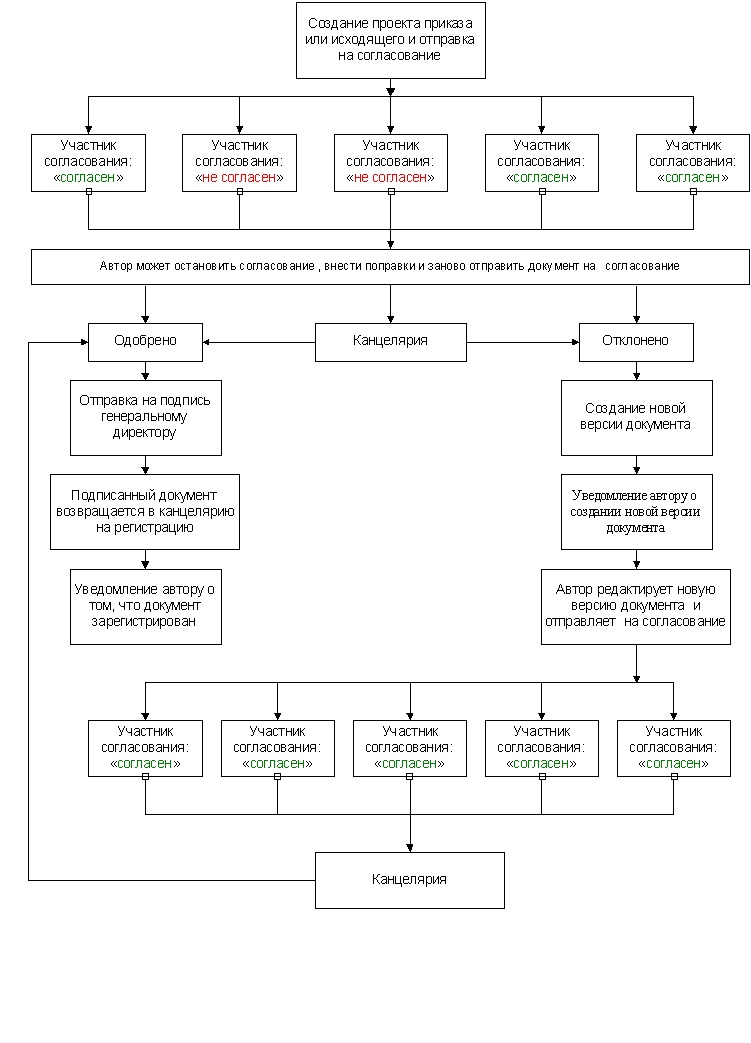 Создание проекта приказа
или исходящего и отправка
на согласование
Участник
согласования:
«согласен»
Участник
согласования:
«не согласен»
Участник
согласования:
«не согласен»
Участник
согласования:
«согласен»
Участник
согласования:
«согласен»
Автор может остановить согласование , внести поправки и заново отправить документ на согласование
Одобрено
Канцелярия
Отклонено
Отправка на подпись
генеральному
директору
Создание новой
версии документа
Подписанный документ
возвращается в канцелярию
на регистрацию
Уведомление автору о
создании новой версии
документа
Уведомление автору о
том, что документ
зарегистрирован
Автор редактирует новую
версию документа и
отправляет на согласование
Участник
согласования:
«согласен»
Участник
согласования:
«согласен»
Участник
согласования:
«согласен»
Участник
согласования:
«согласен»
Участник
согласования:
«согласен»
Канцелярия